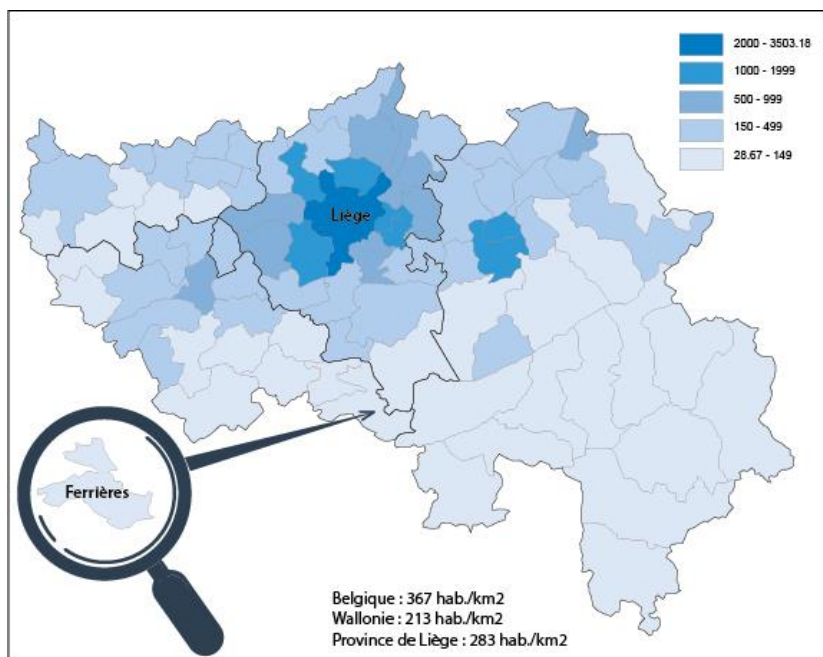 2000 - 3503.18
1000 - 1999
500 - 999
150 - 499
28.67 - 149
Liége
Ferrières
Belgique : 367 hab./km2
Wallonie : 213 hab./km2
Province de Liège : 283 hab./km2